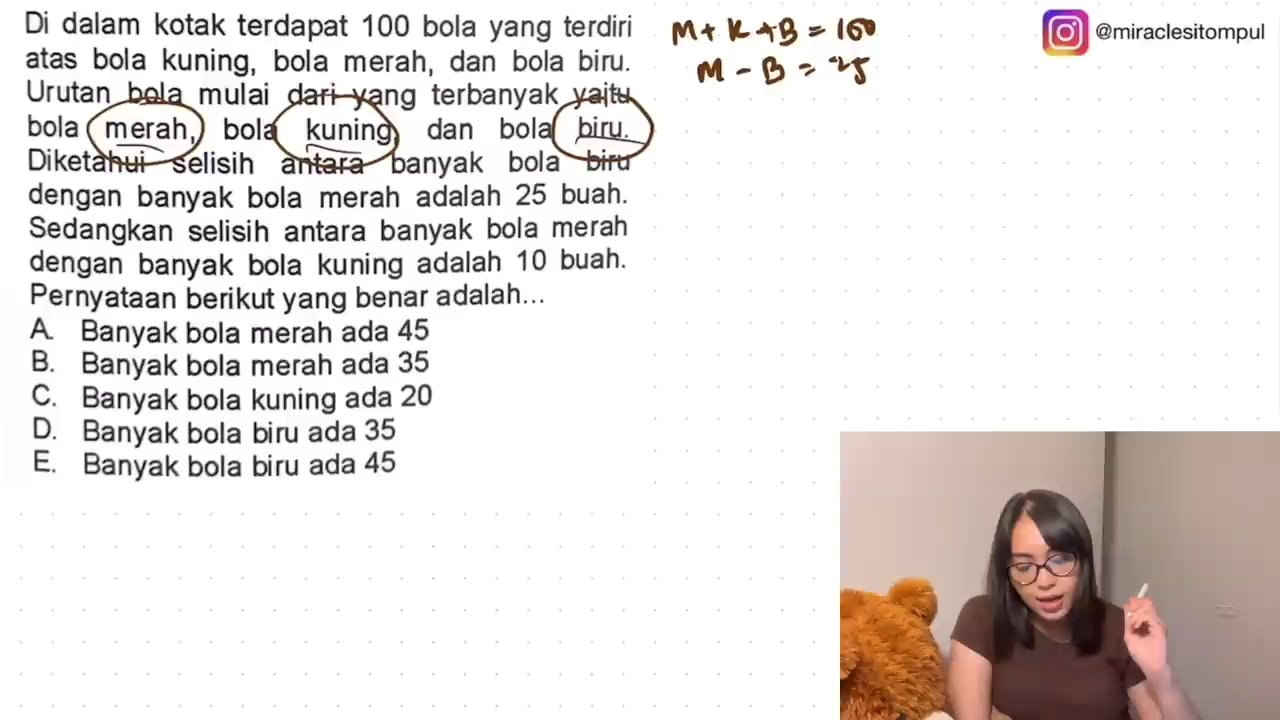 Di dalam kotak terdapat 100 bola yang terdiri
atas bola kuning, bola merah, dan bola biru.
Urutan bola mulai dari yang terbanyak yaitu
bola merah, bola kuning, dan bola biru.
Diketahui selisih antara banyak bola biru
dengan banyak bola merah adalah 25 buah.
Sedangkan selisih antara banyak bola merah
dengan banyak bola kuning adalah 10 buah.
Pernyataan berikut yang benar adalah...
A. Banyak bola merah ada 45
B. Banyak bola merah ada 35
C. Banyak bola kuning ada 20
D. Banyak bola biru ada 35
E. Banyak bola biru ada 45
M + K + B = 100
M - B = 25
@miraclesitompul